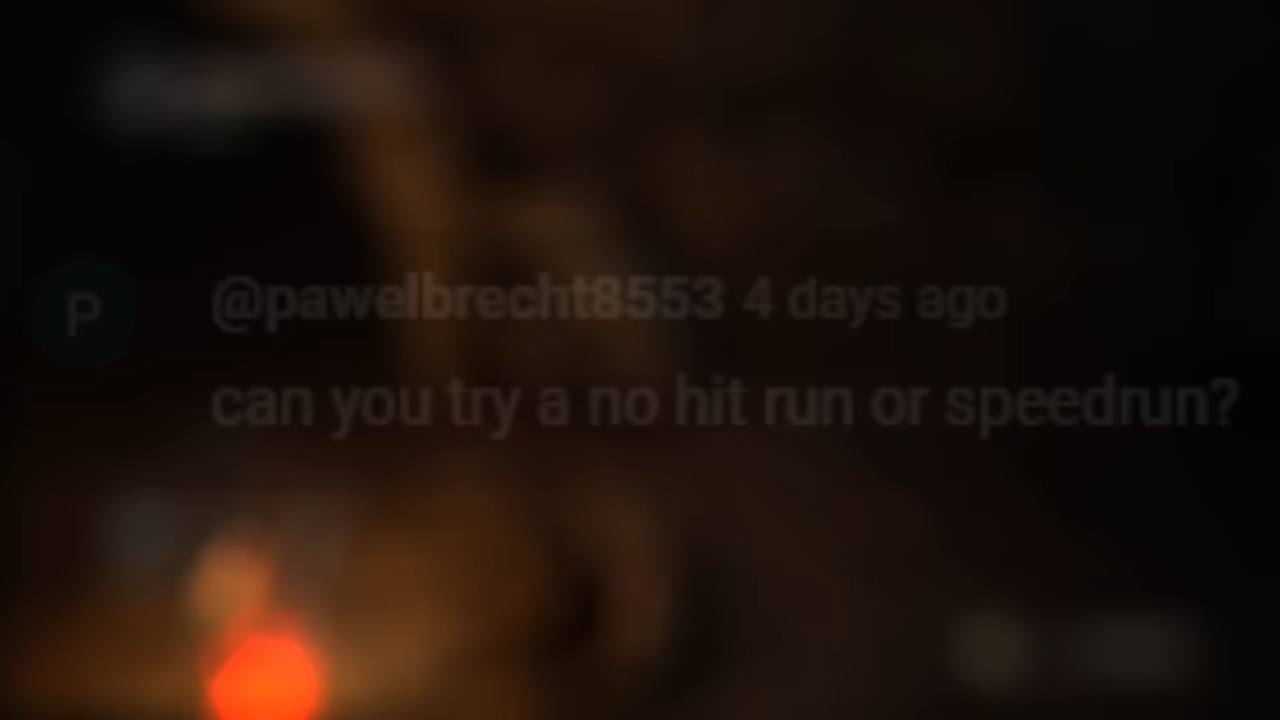 P
@pawelbrecht8553 4 days ago
can you try a no hit run or speedrun?